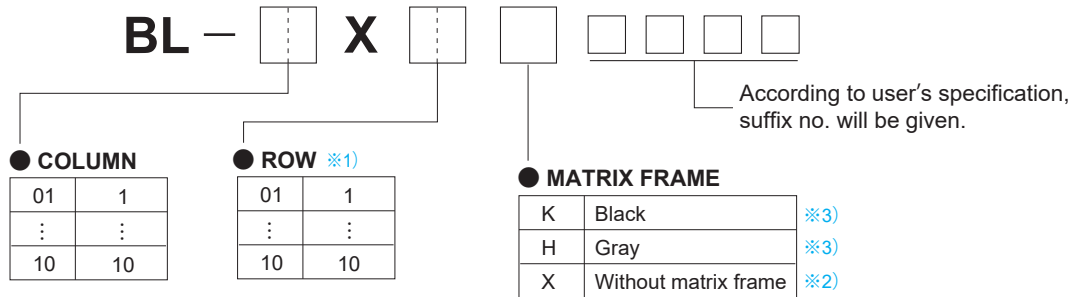 BL – X
According to user's specification,
suffix no. will be given.
● COLUMN
01 1
⋮ ⋮
10 10
● ROW ※1)
01 1
⋮ ⋮
10 10
● MATRIX FRAME
K Black ※3)
H Gray ※3)
X Without matrix frame ※2)